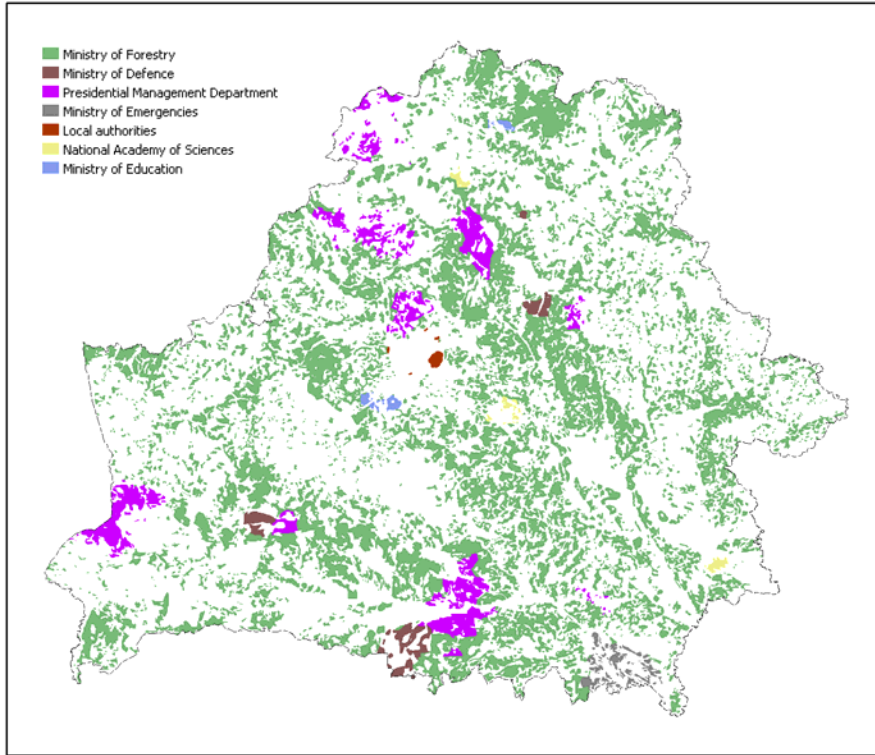 Ministry of Forestry
Ministry of Defence
Presidential Management Department
Ministry of Emergencies
Local authorities
National Academy of Sciences
Ministry of Education